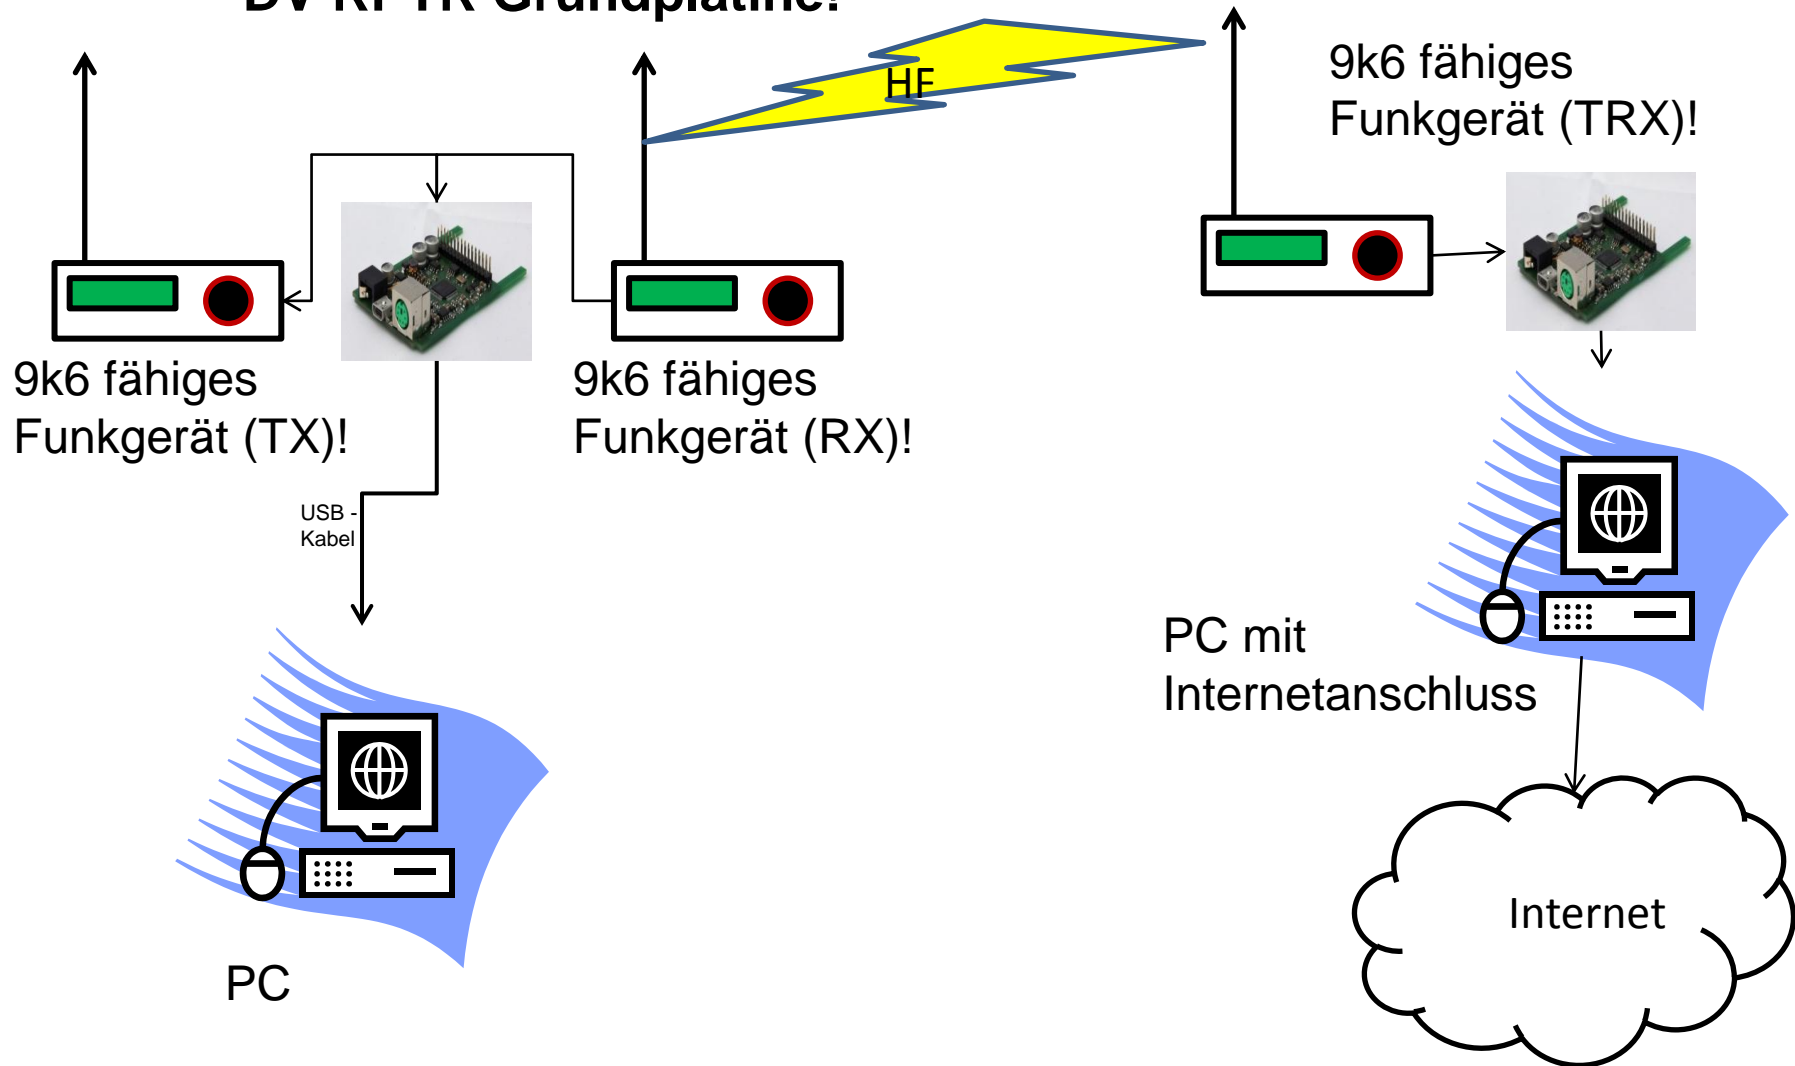 HF
9k6 fähiges
Funkgerät (TRX)!
9k6 fähiges
Funkgerät (TX)!
9k6 fähiges
Funkgerät (RX)!
USB -
Kabel
PC mit
Internetanschluss
Internet
PC